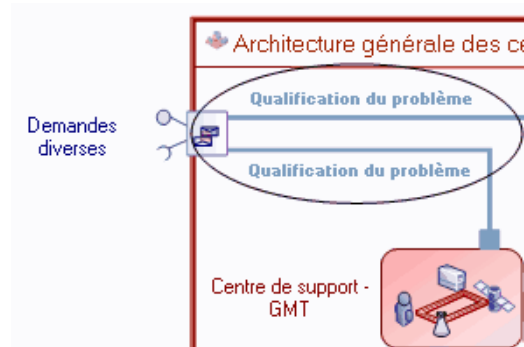 Architecture générale des ce
Qualification du problème
Demandes
diverses
Qualification du problème
Centre de support -
GMT